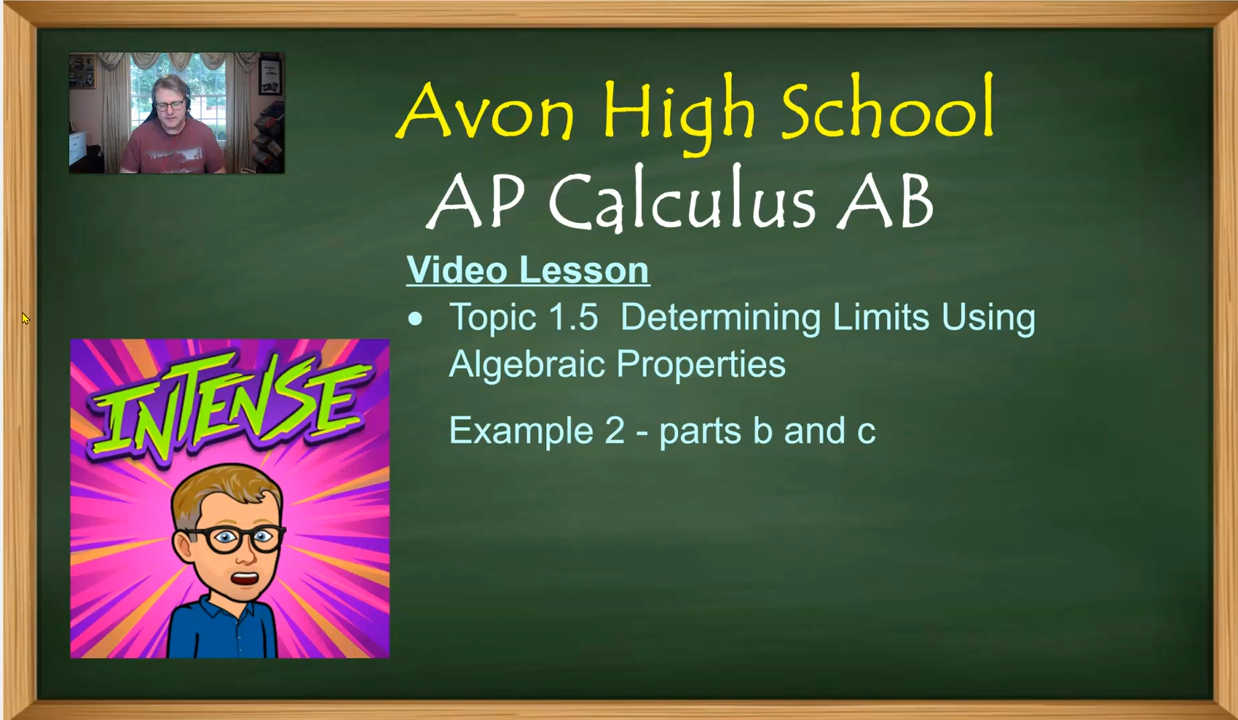 Avon High School
AP Calculus AB
Video Lesson
• Topic 1.5 Determining Limits Using
Algebraic Properties
Example 2 - parts b and c
INTENSE